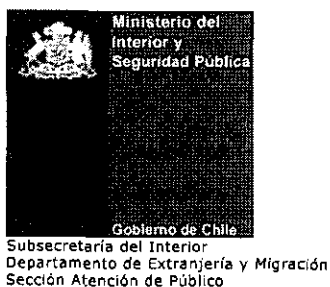 Ministerio del
Interior y
Seguridad Pública
Gobierno de Chile
Subsecretaría del Interior
Departamento de Extranjería y Migración
Sección Atención de Público